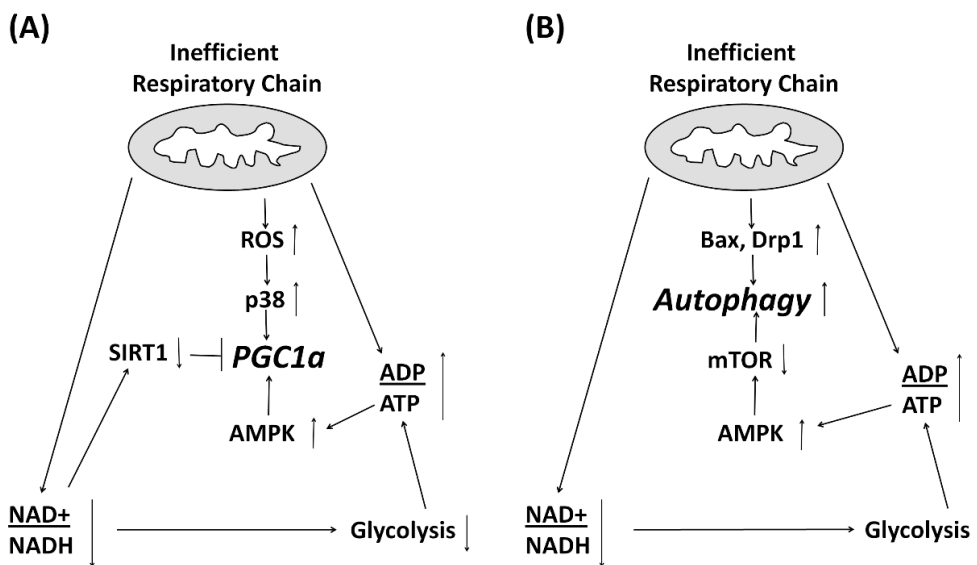 (A)
Inefficient
Respiratory Chain
ROS
p38
SIRT1
PGC1a
ADP
ATP
AMPK
NAD+
NADH
Glycolysis
(B)
Inefficient
Respiratory Chain
Bax, Drp1
Autophagy
mTOR
ADP
ATP
AMPK
NAD+
NADH
Glycolysis